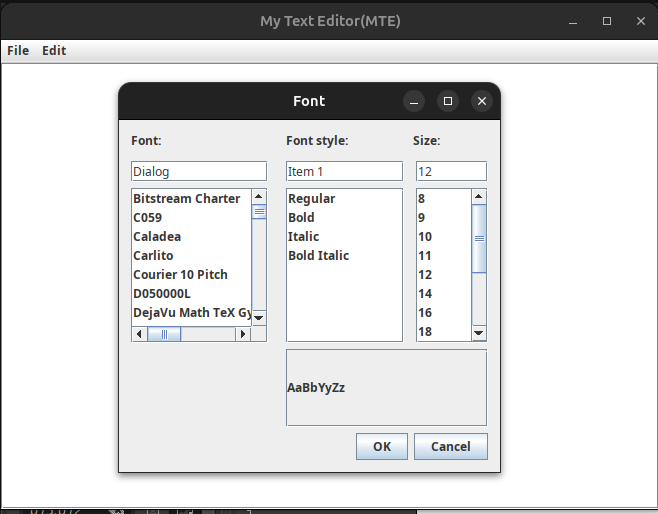 My Text Editor(MTE)
File Edit
Font
Font: Font style: Size:
Dialog Item 1 12
Bitstream Charter Regular 8
C059 Bold 9
Caladea Italic 10
Carlito Bold Italic 11
Courier 10 Pitch 12
D050000L 14
DejaVu Math TeX Gy 16
18
AaBbYyZz
OK Cancel